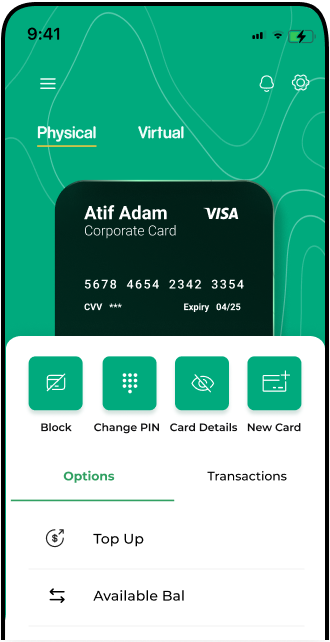 9:41
Physical Virtual
Atif Adam VISA
Corporate Card
5678 4654 2342 3354
CVV *** Expiry 04/25
Block Change PIN Card Details New Card
Options Transactions
Top Up
Available Bal